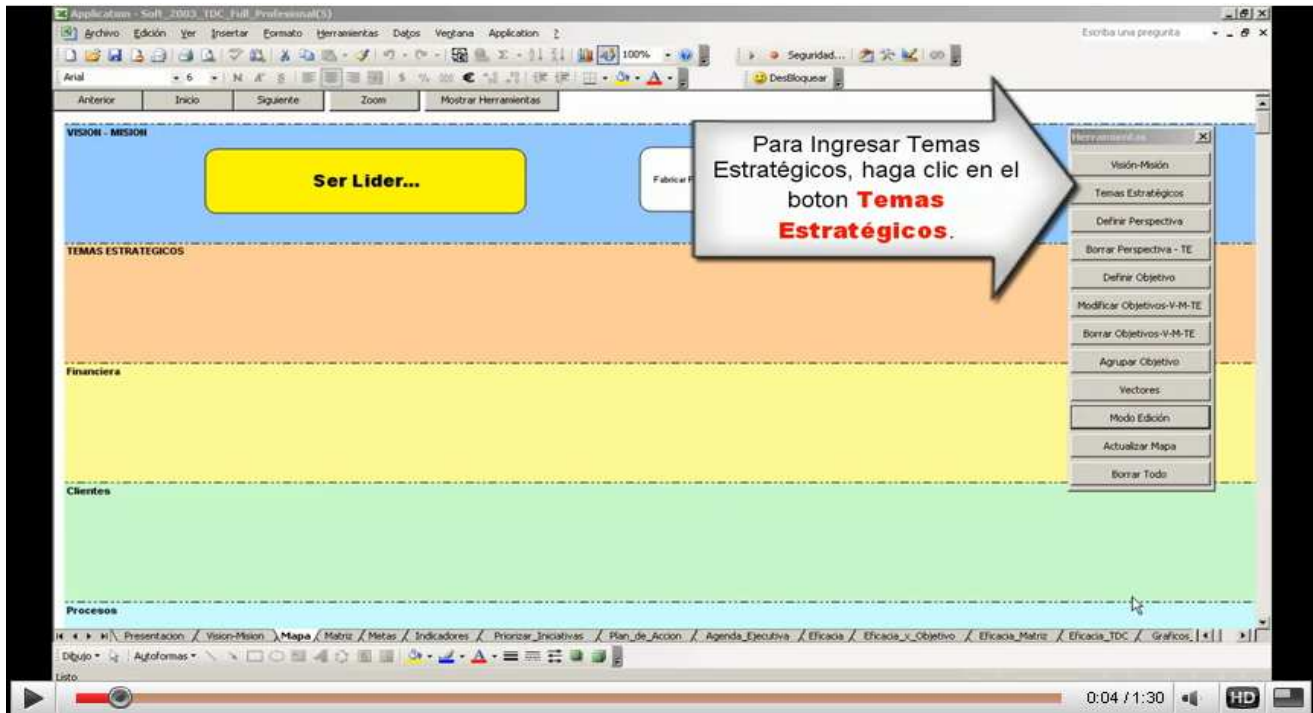 Application - Soft_2003_TDC_Full_Profesional(S)
Archivo Edición Ver Insertar Formato Herramientas Datos Ventana Application ?
Escriba una pregunta
100%
Seguridad...
Arial 6 N K S
DesBloquear
Anterior Inicio Siguiente Zoom Mostrar Herramientas
VISION - MISION
Ser Lider...
Fabricar
Para Ingresar Temas
Estratégicos, haga clic en el
boton Temas
Estratégicos.
Herramientas
Visión-Misión
Temas Estratégicos
Definir Perspectiva
Borrar Perspectiva - TE
Definir Objetivo
Modificar Objetivos-V-M-TE
Borrar Objetivos-V-M-TE
Agrupar Objetivo
Vectores
Modo Edición
Actualizar Mapa
Borrar Todo
TEMAS ESTRATEGICOS
Financiera
Clientes
Procesos
Presentacion / Vision-Mision / Mapa / Matriz / Metas / Indicadores / Priorizar_Iniciativas / Plan_de_Accion / Agenda_Ejecutiva / Eficacia / Eficacia_x_Objetivo / Eficacia_Matriz / Eficacia_TDC / Graficos_
Dibujo Autoformas
Listo
0:04 / 1:30 HD